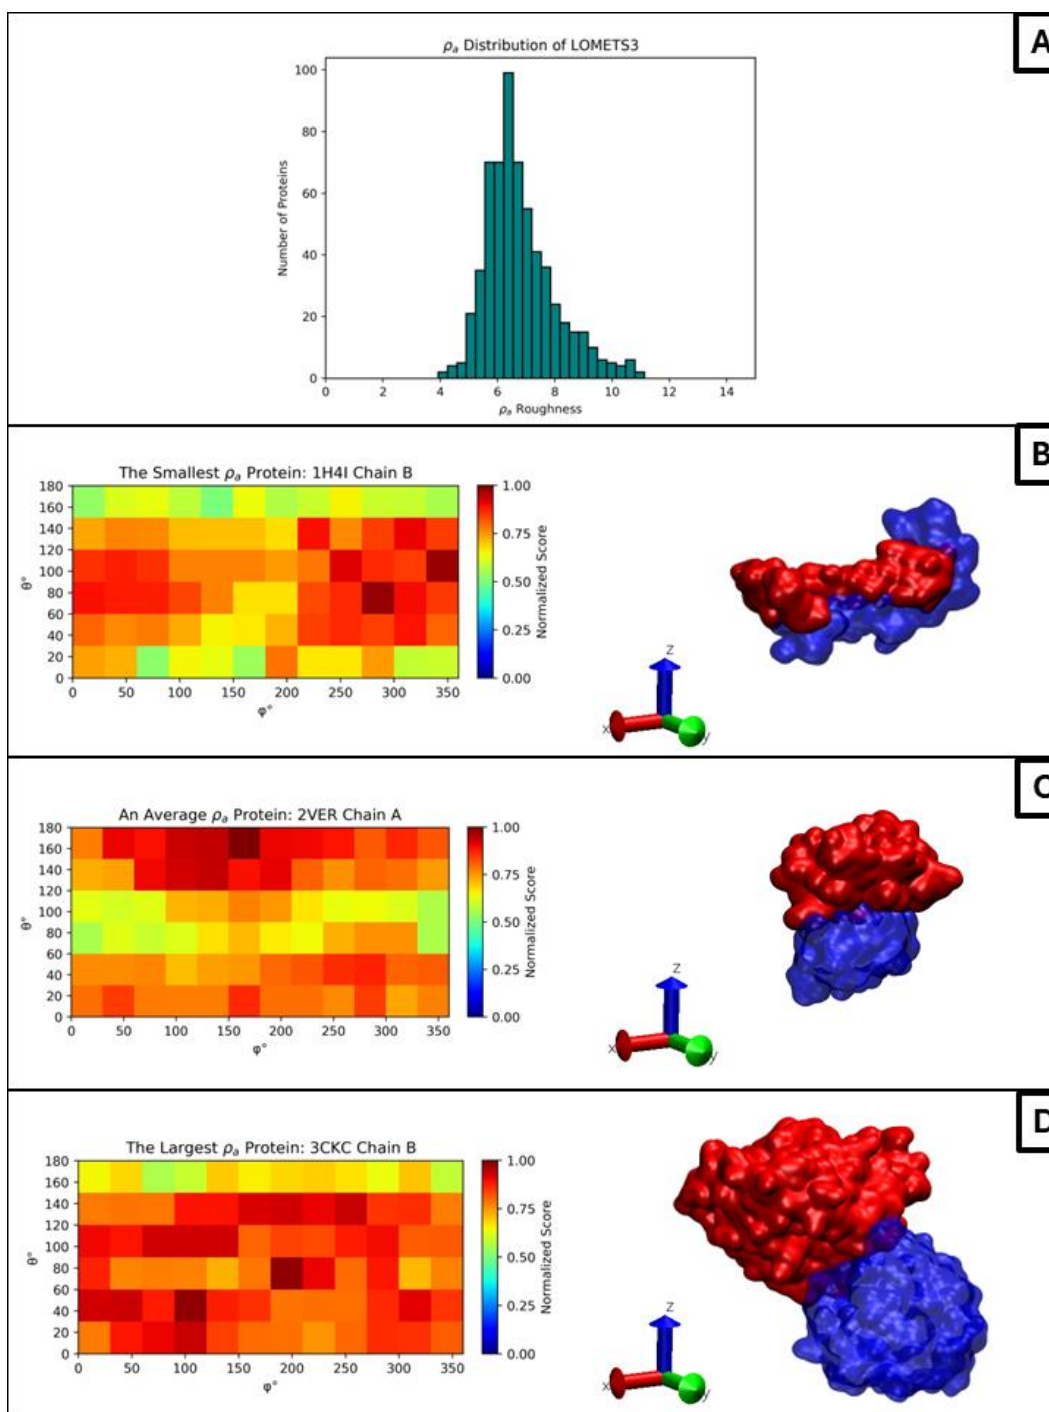 A
ρₐ Distribution of LOMETS3
100
80
60
40
20
0
Number of Proteins
0 2 4 6 8 10 12 14
ρₐ Roughness
B
The Smallest ρₐ Protein: 1H4I Chain B
180
160
140
120
100
80
60
40
20
0
θ°
0 50 100 150 200 250 300 350
φ°
1.00
0.75
0.50
0.25
0.00
Normalized Score
z
x
y
C
An Average ρₐ Protein: 2VER Chain A
180
160
140
120
100
80
60
40
20
0
θ°
0 50 100 150 200 250 300 350
φ°
1.00
0.75
0.50
0.25
0.00
Normalized Score
z
x
y
D
The Largest ρₐ Protein: 3CKC Chain B
180
160
140
120
100
80
60
40
20
0
θ°
0 50 100 150 200 250 300 350
φ°
1.00
0.75
0.50
0.25
0.00
Normalized Score
z
x
y